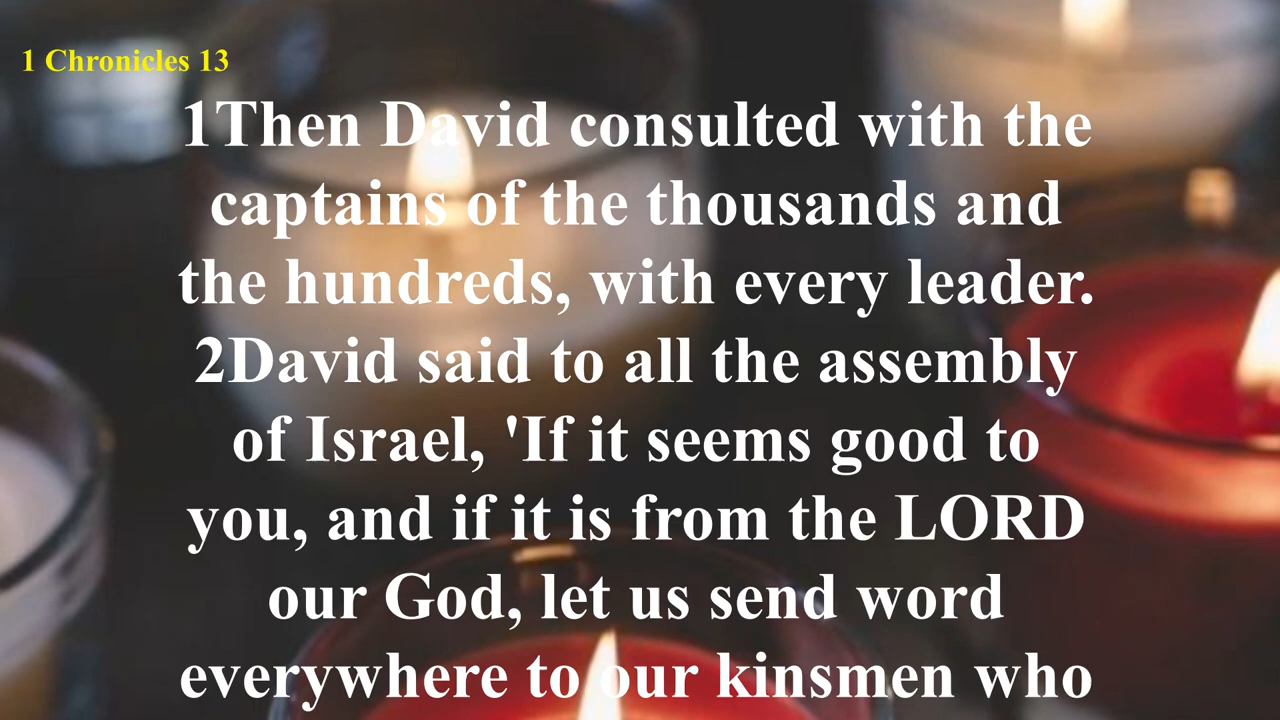 1 Chronicles 13
1Then David consulted with the
captains of the thousands and
the hundreds, with every leader.
2David said to all the assembly
of Israel, 'If it seems good to
you, and if it is from the LORD
our God, let us send word
everywhere to our kinsmen who